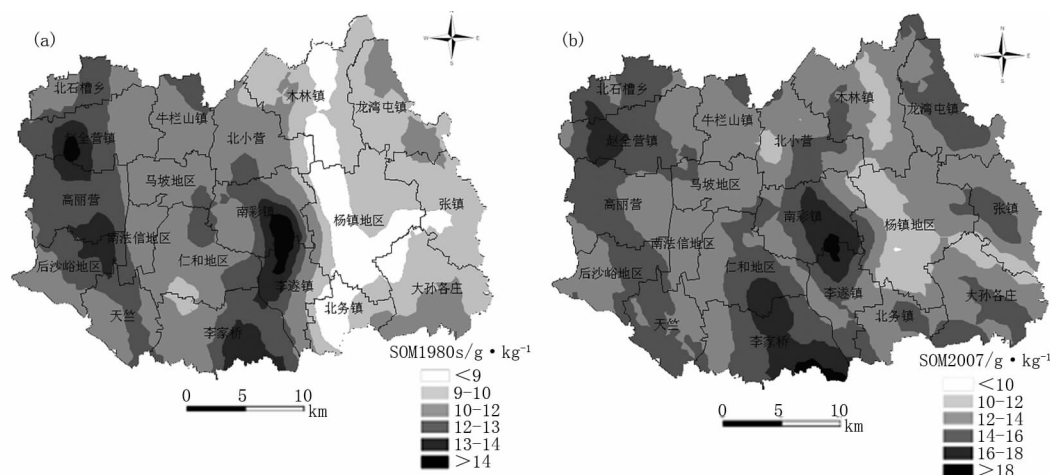 (a)
N
W
E
S
北石槽乡
赵全营镇
牛栏山镇
北小营
木林镇
龙湾屯镇
高丽营
马坡地区
南彩镇
杨镇地区
张镇
南法信地区
后沙峪地区
仁和地区
李遂镇
大孙各庄
北务镇
天竺
李家桥
0 5 10
km
SOM1980s/g·kg⁻¹
<9
9-10
10-12
12-13
13-14
>14
(b)
N
W
E
S
北石槽乡
赵全营镇
牛栏山镇
北小营
木林镇
龙湾屯镇
高丽营
马坡地区
南彩镇
杨镇地区
张镇
南法信地区
后沙峪地区
仁和地区
李遂镇
大孙各庄
北务镇
天竺
李家桥
0 5 10
km
SOM2007/g·kg⁻¹
<10
10-12
12-14
14-16
16-18
>18